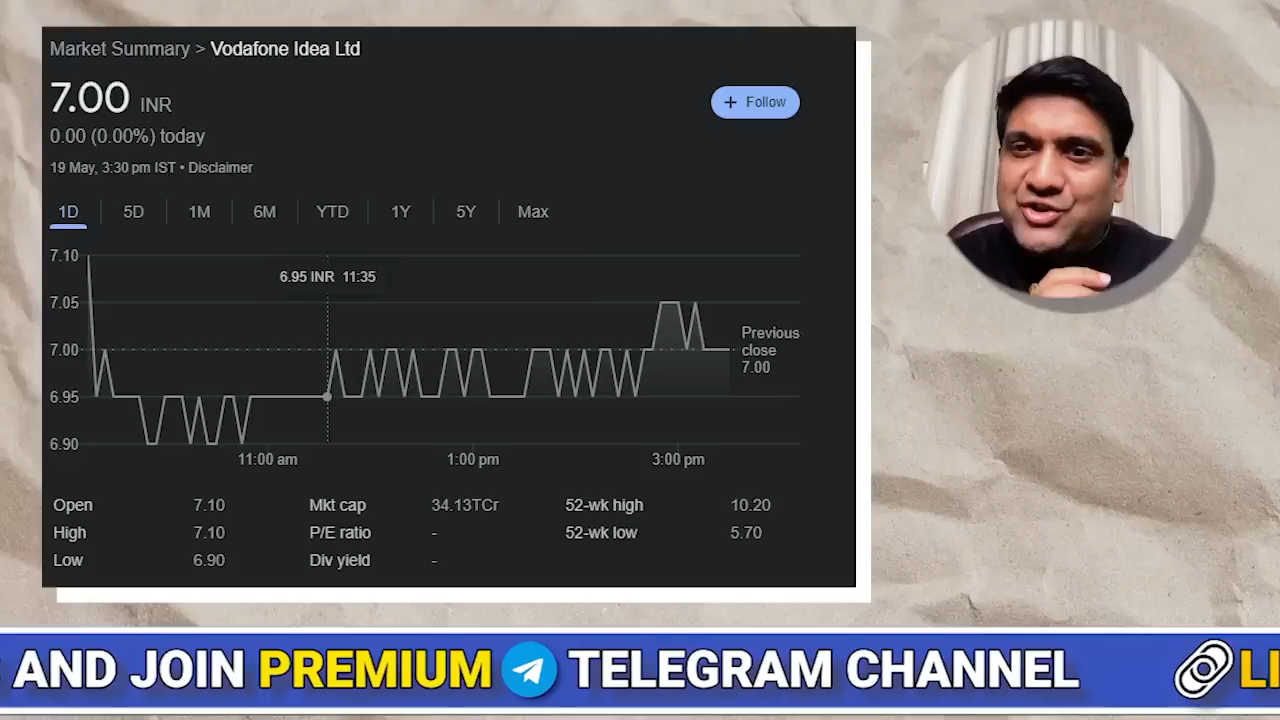 Market Summary > Vodafone Idea Ltd
7.00 INR
+ Follow
0.00 (0.00%) today
19 May, 3:30 pm IST • Disclaimer
1D 5D 1M 6M YTD 1Y 5Y Max
7.10
6.95 INR 11:35
7.05
7.00
Previous
close
7.00
6.95
6.90
11:00 am 1:00 pm 3:00 pm
Open 7.10 Mkt cap 34.13TCr 52-wk high 10.20
High 7.10 P/E ratio - 52-wk low 5.70
Low 6.90 Div yield -
AND JOIN PREMIUM TELEGRAM CHANNEL